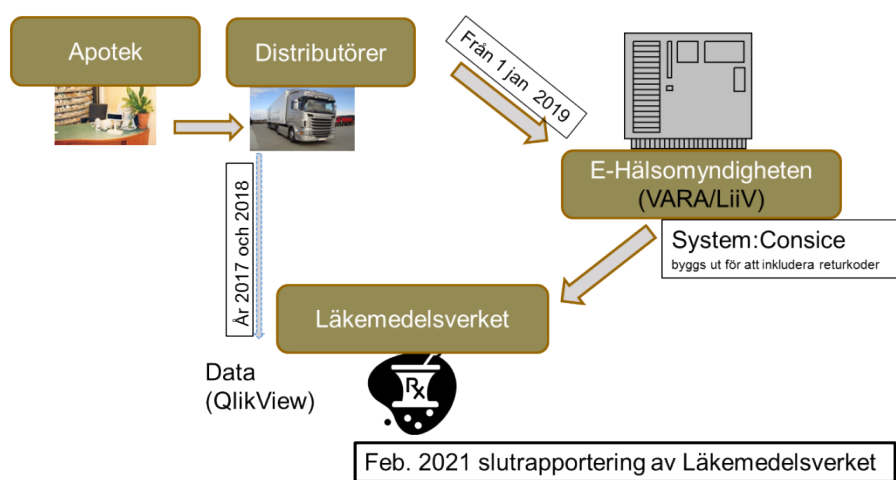 Apotek
Distributörer
Från 1 jan 2019
E-Hälsomyndigheten
(VARA/LiiV)
System:Consice
byggs ut för att inkludera returkoder
År 2017 och 2018
Läkemedelsverket
Data
(QlikView)
Rx
Feb. 2021 slutrapportering av Läkemedelsverket